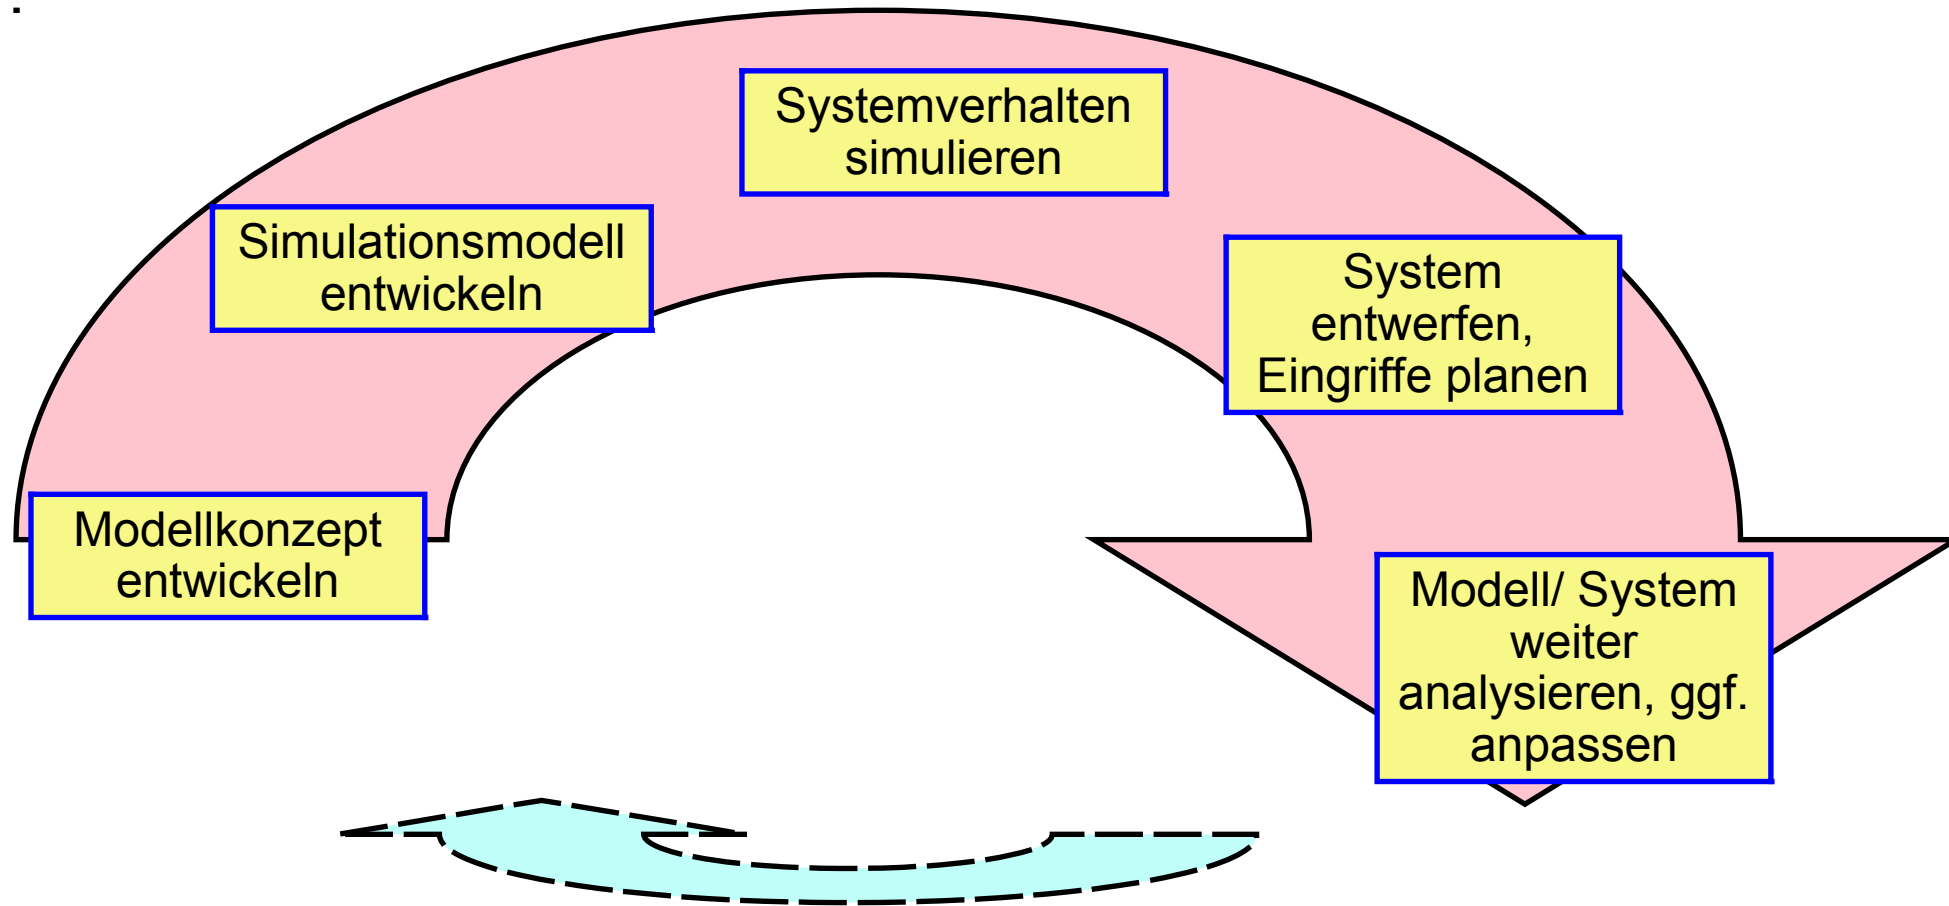 .
Systemverhalten
simulieren
Simulationsmodell
entwickeln
System
entwerfen,
Eingriffe planen
Modellkonzept
entwickeln
Modell/ System
weiter
analysieren, ggf.
anpassen